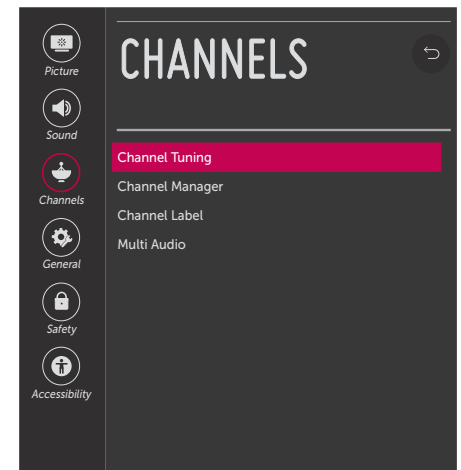 Picture
Sound
Channels
General
Safety
Accessibility
CHANNELS
Channel Tuning
Channel Manager
Channel Label
Multi Audio